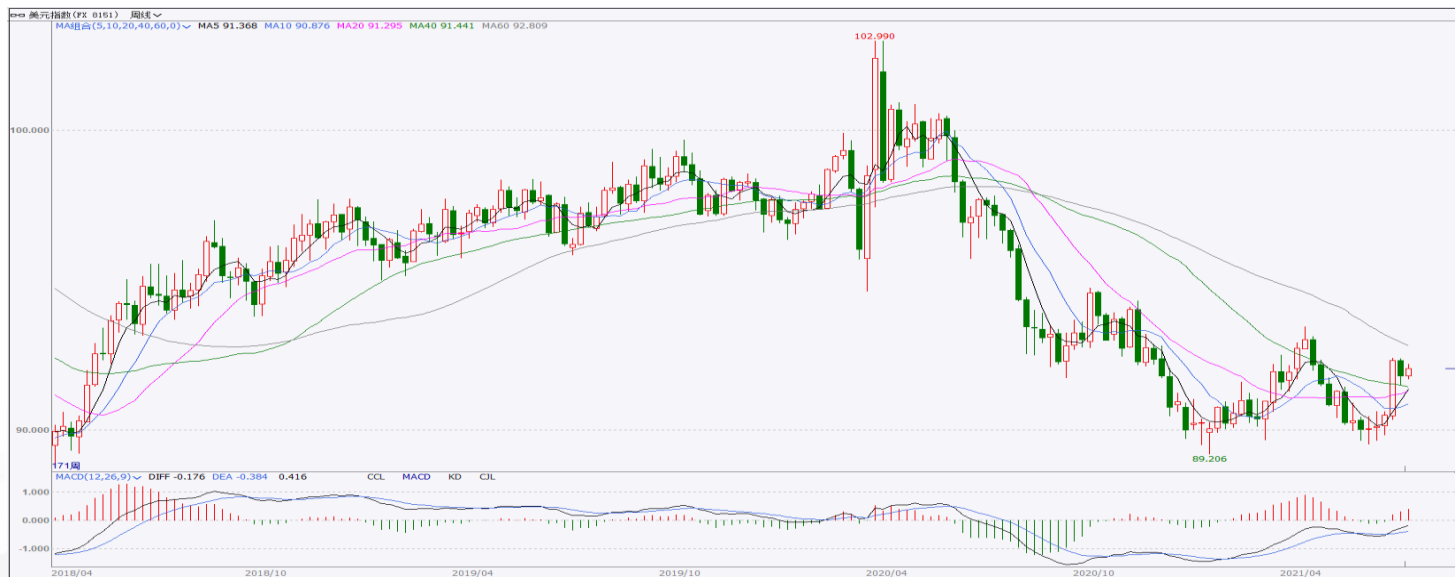 美元指数(FX 0151) 周线
MA组合(5,10,20,40,60,0) MA5 91.368 MA10 90.876 MA20 91.295 MA40 91.441 MA60 92.809
102.990
100.000
90.000
89.206
171周
MACD(12,26,9) DIFF -0.176 DEA -0.384 0.416 CCL MACD KD CJL
1.000
0.000
-1.000
2018/04 2018/10 2019/04 2019/10 2020/04 2020/10 2021/04